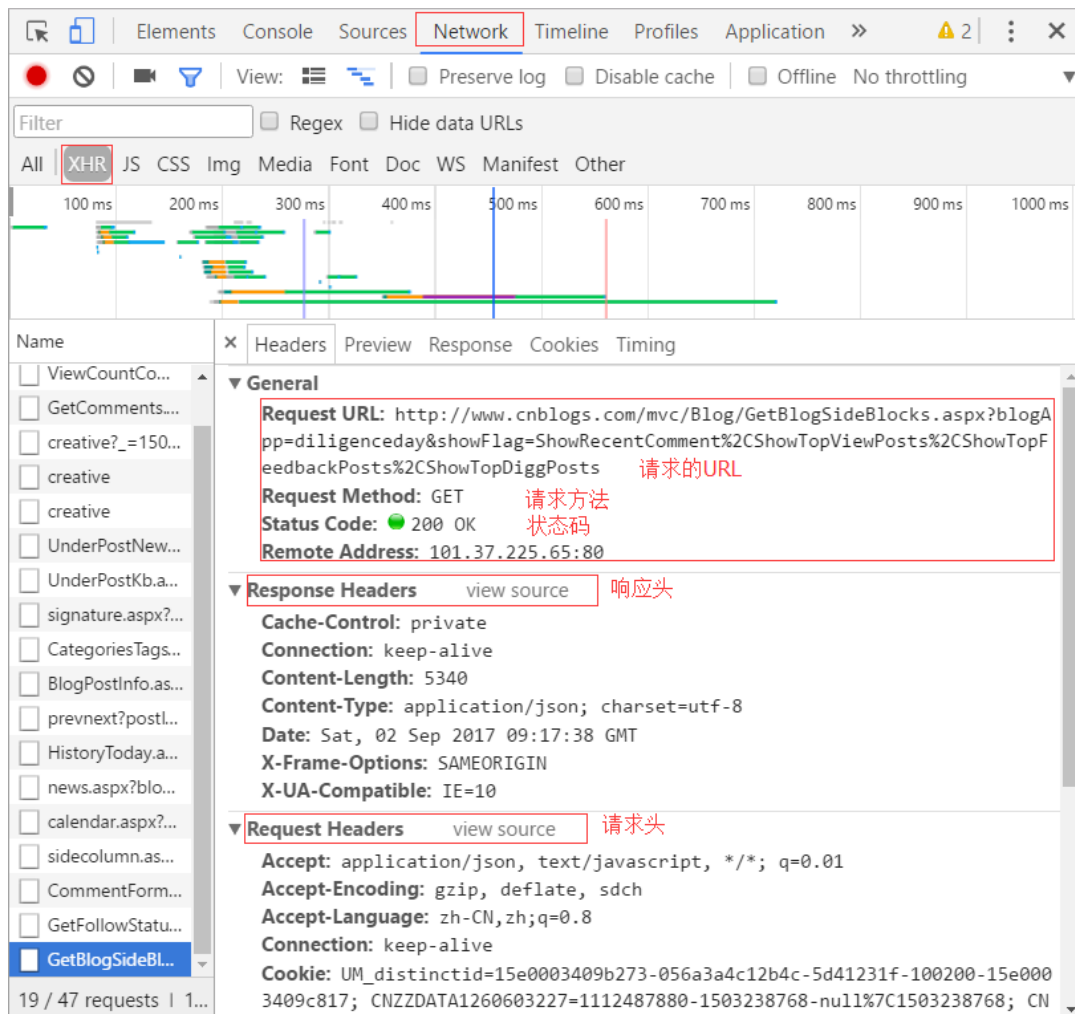 Elements Console Sources Network Timeline Profiles Application » 2
View: Preserve log Disable cache Offline No throttling
Filter Regex Hide data URLs
All XHR JS CSS Img Media Font Doc WS Manifest Other
100 ms 200 ms 300 ms 400 ms 500 ms 600 ms 700 ms 800 ms 900 ms 1000 ms
Name
ViewCountCo...
GetComments....
creative?_=150...
creative
creative
UnderPostNew...
UnderPostKb.a...
signature.aspx?...
CategoriesTags...
BlogPostInfo.as...
prevnext?postI...
HistoryToday.a...
news.aspx?blo...
calendar.aspx?...
sidecolumn.as...
CommentForm...
GetFollowStatu...
GetBlogSideBl...
19 / 47 requests | 1...
× Headers Preview Response Cookies Timing
General
Request URL: http://www.cnblogs.com/mvc/Blog/GetBlogSideBlocks.aspx?blogA
pp=diligenceday&showFlag=ShowRecentComment%2CShowTopViewPosts%2CShowTopF
eedbackPosts%2CShowTopDiggPosts 请求的URL
Request Method: GET 请求方法
Status Code: 200 OK 状态码
Remote Address: 101.37.225.65:80
Response Headers view source 响应头
Cache-Control: private
Connection: keep-alive
Content-Length: 5340
Content-Type: application/json; charset=utf-8
Date: Sat, 02 Sep 2017 09:17:38 GMT
X-Frame-Options: SAMEORIGIN
X-UA-Compatible: IE=10
Request Headers view source 请求头
Accept: application/json, text/javascript, */*; q=0.01
Accept-Encoding: gzip, deflate, sdch
Accept-Language: zh-CN,zh;q=0.8
Connection: keep-alive
Cookie: UM_distinctid=15e0003409b273-056a3a4c12b4c-5d41231f-100200-15e000
3409c817; CNZZDATA1260603227=1112487880-1503238768-null%7C1503238768; CN